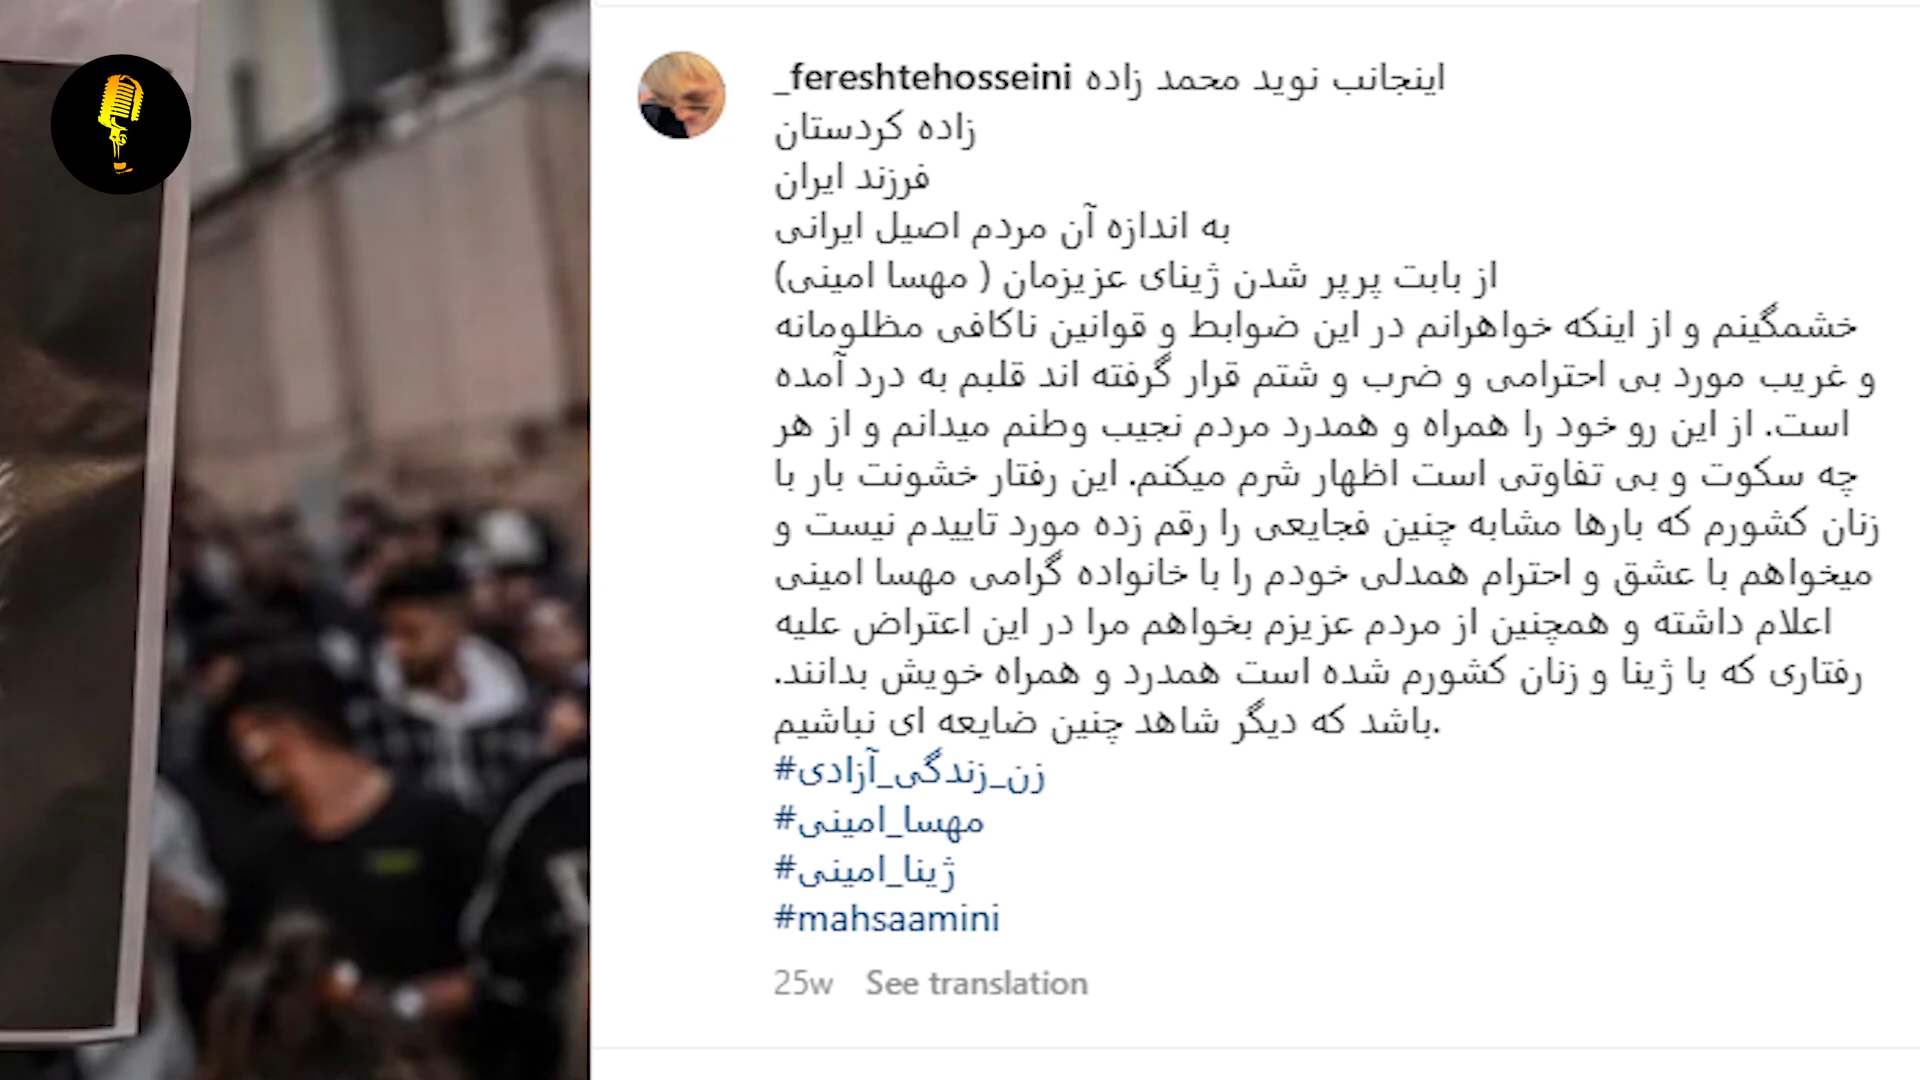 _fereshtehosseini اینجانب نوید محمد زاده
زاده کردستان
فرزند ایران
به اندازه آن مردم اصیل ایرانی
از بابت پرپر شدن ژینای عزیزمان ( مهسا امینی)
خشمگینم و از اینکه خواهرانم در این ضوابط و قوانین ناکافی مظلومانه
و غریب مورد بی احترامی و ضرب و شتم قرار گرفته اند قلبم به درد آمده
است. از این رو خود را همراه و همدرد مردم نجیب وطنم میدانم و از هر
چه سکوت و بی تفاوتی است اظهار شرم میکنم. این رفتار خشونت بار با
زنان کشورم که بارها مشابه چنین فجایعی را رقم زده مورد تاییدم نیست و
میخواهم با عشق و احترام همدلی خودم را با خانواده گرامی مهسا امینی
اعلام داشته و همچنین از مردم عزیزم بخواهم مرا در این اعتراض علیه
رفتاری که با ژینا و زنان کشورم شده است همدرد و همراه خویش بدانند.
باشد که دیگر شاهد چنین ضایعه ای نباشیم.
#زن_زندگی_آزادی
#مهسا_امینی
#ژینا_امینی
#mahsaamini
25w See translation